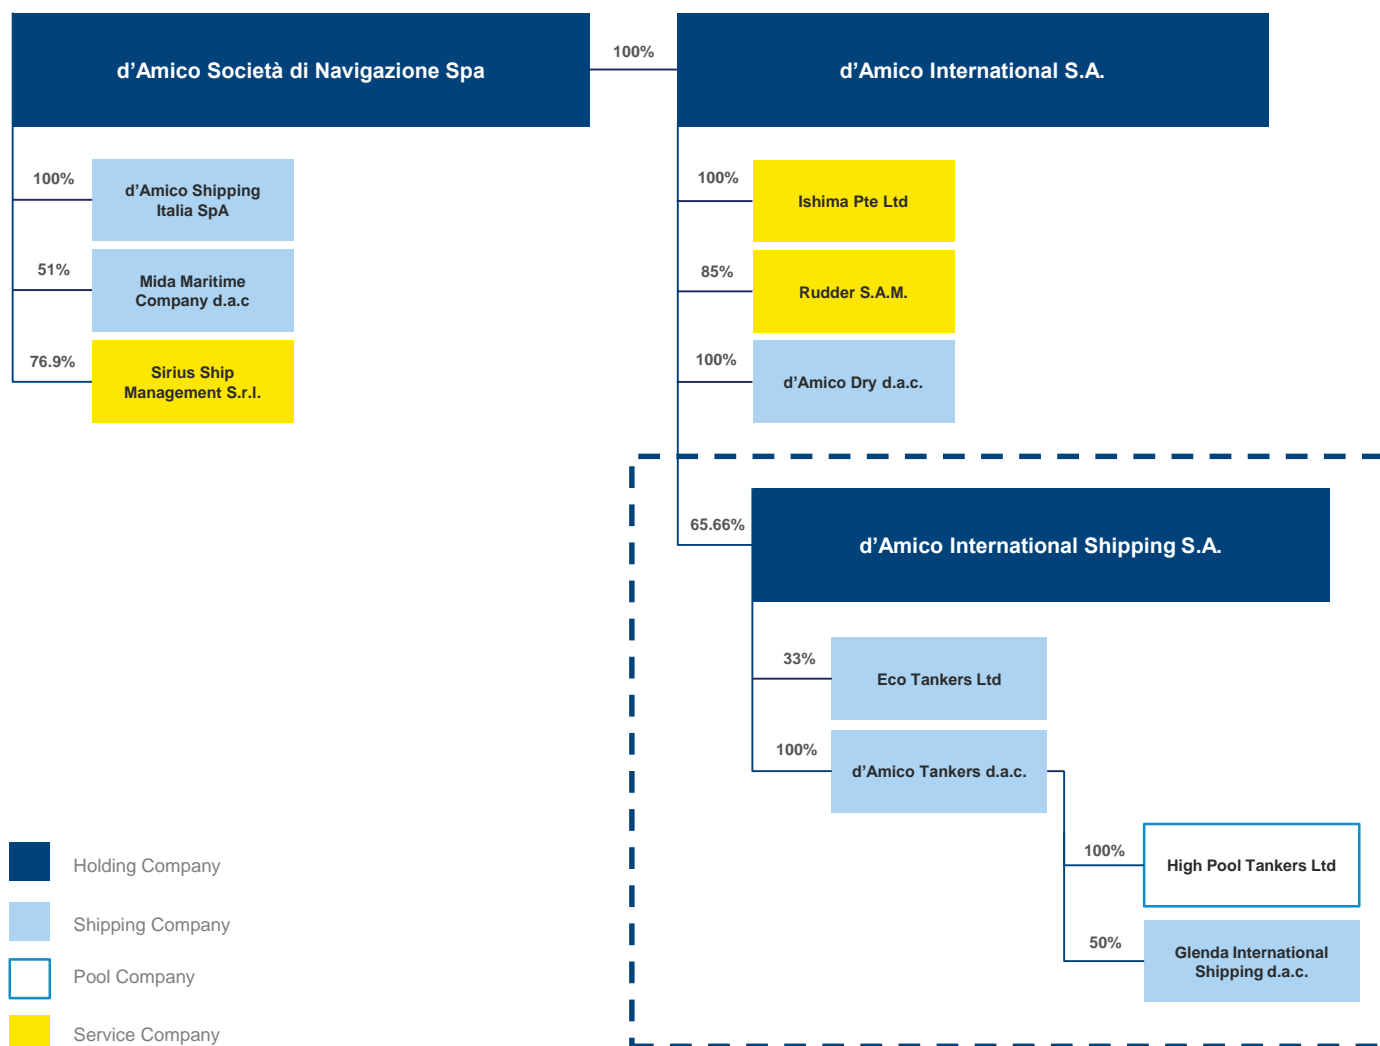 d’Amico Società di Navigazione Spa
100%
d’Amico International S.A.
100%
d’Amico Shipping
Italia SpA
51%
Mida Maritime
Company d.a.c
76.9%
Sirius Ship
Management S.r.l.
100%
Ishima Pte Ltd
85%
Rudder S.A.M.
100%
d’Amico Dry d.a.c.
65.66%
d’Amico International Shipping S.A.
33%
Eco Tankers Ltd
100%
d’Amico Tankers d.a.c.
100%
High Pool Tankers Ltd
50%
Glenda International
Shipping d.a.c.
Holding Company
Shipping Company
Pool Company
Service Company